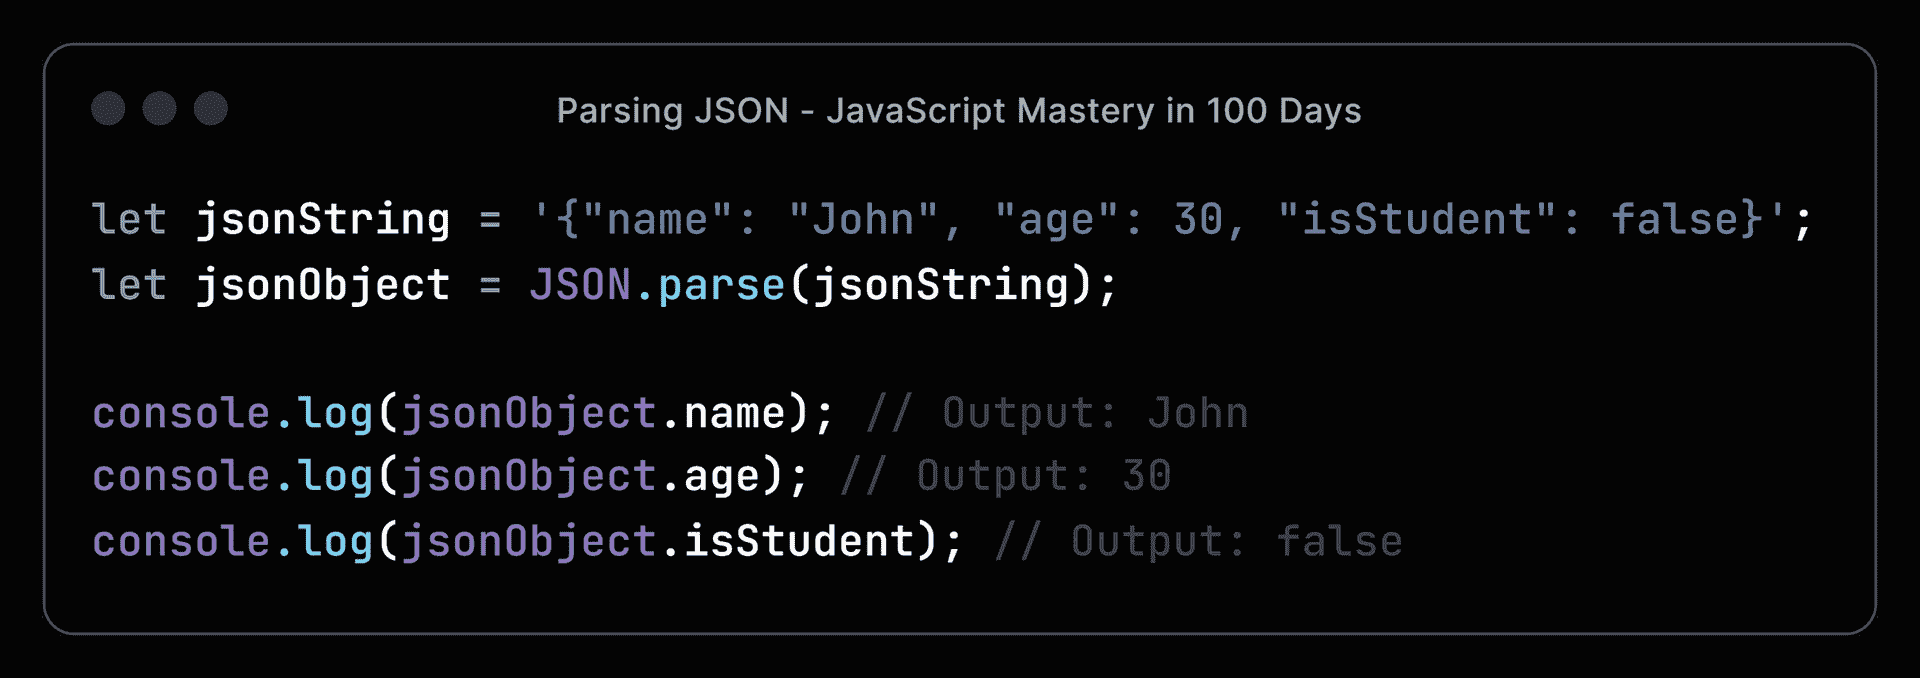 Parsing JSON - JavaScript Mastery in 100 Days
let jsonString = '{"name": "John", "age": 30, "isStudent": false}';
let jsonObject = JSON.parse(jsonString);
console.log(jsonObject.name); // Output: John
console.log(jsonObject.age); // Output: 30
console.log(jsonObject.isStudent); // Output: false